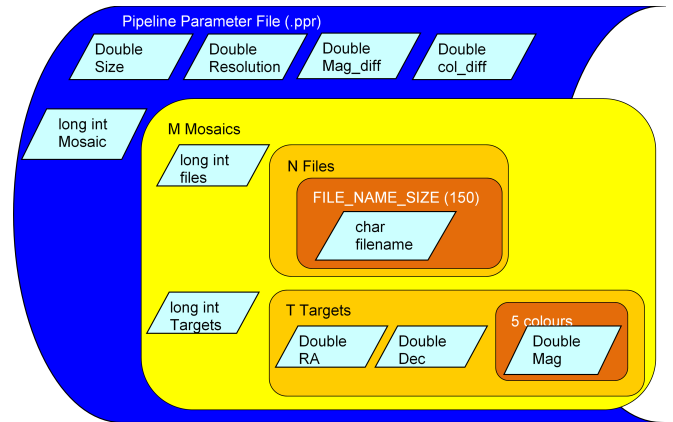 Pipeline Parameter File (.ppr)
Double
Size
Double
Resolution
Double
Mag_diff
Double
col_diff
long int
Mosaic
M Mosaics
long int
files
N Files
FILE_NAME_SIZE (150)
char
filename
long int
Targets
T Targets
Double
RA
Double
Dec
5 colours
Double
Mag